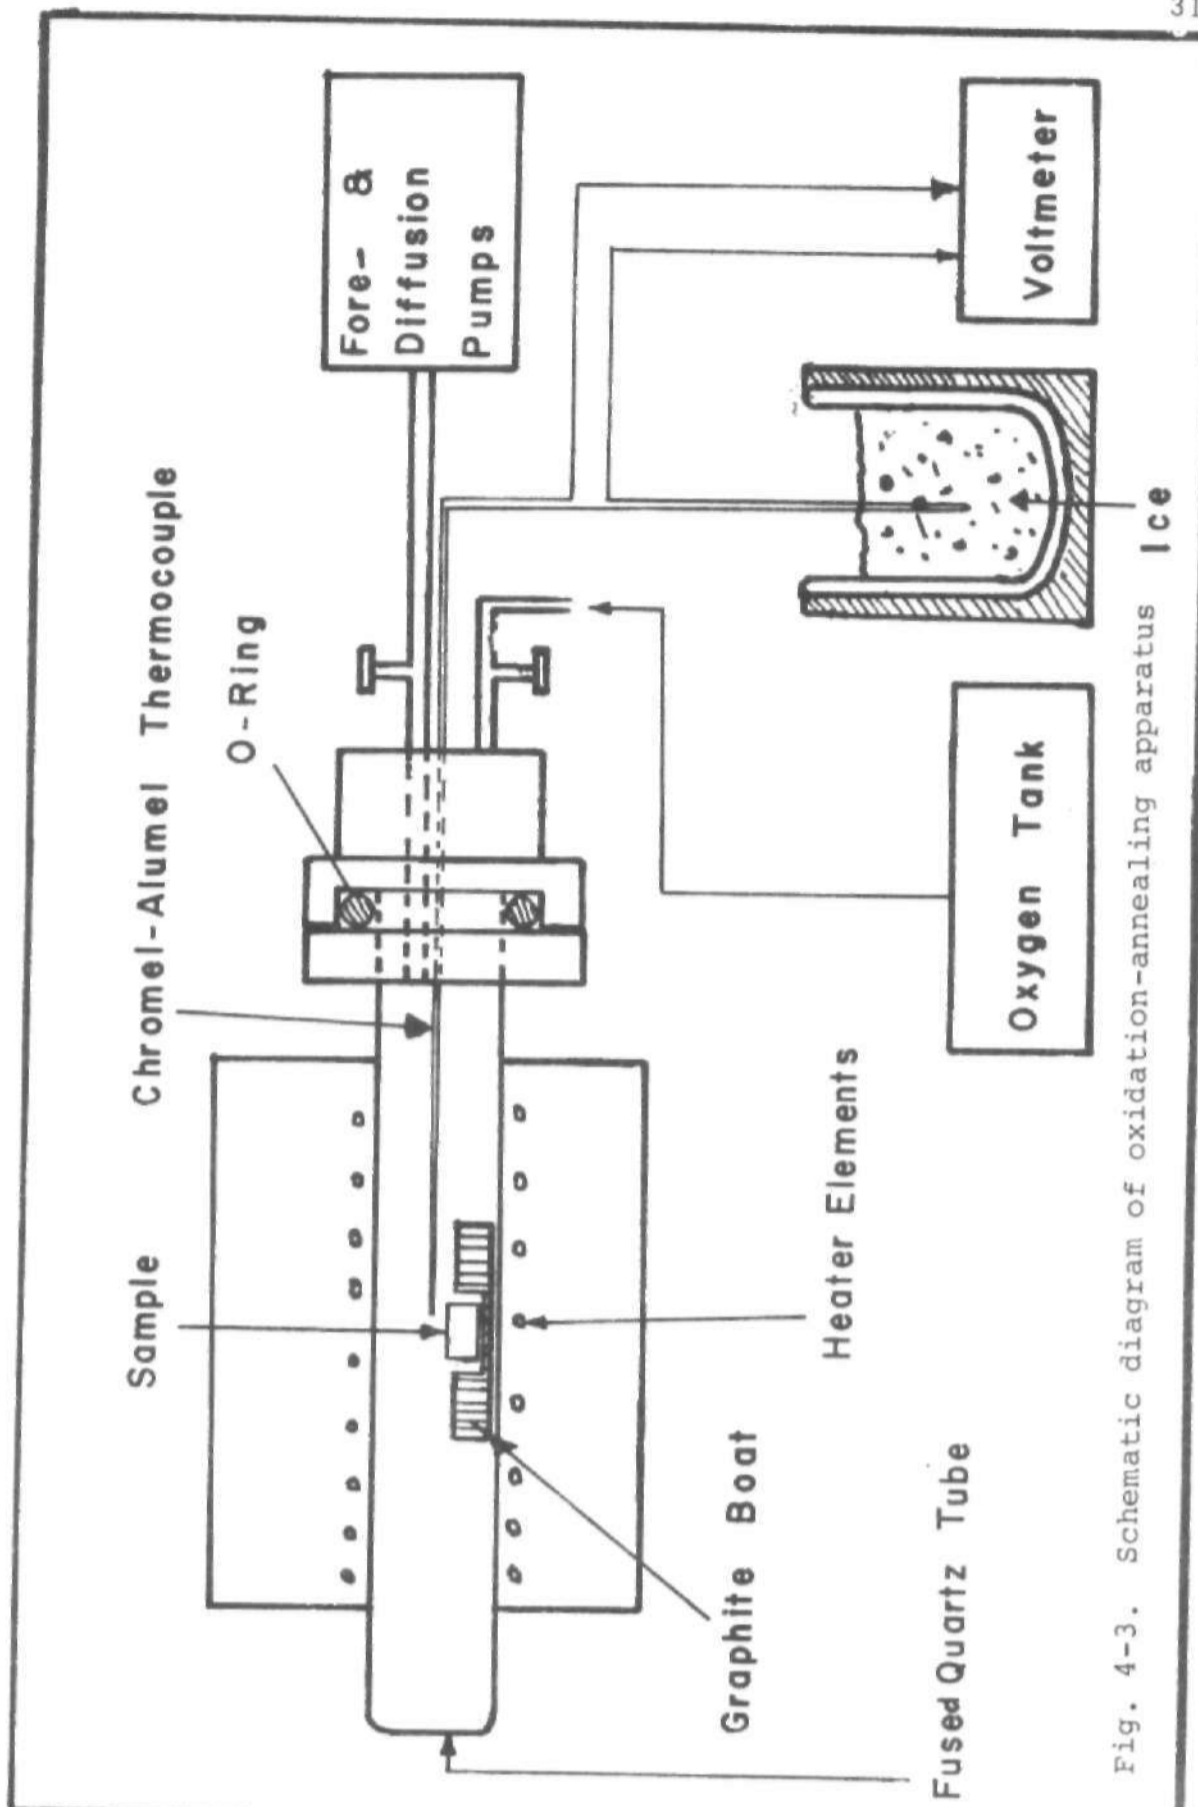 31
Chromel-Alumel Thermocouple
Sample
O-Ring
Fore- &
Diffusion
Pumps
Heater Elements
Graphite Boat
Fused Quartz Tube
Oxygen Tank
Ice
Voltmeter
Fig. 4-3. Schematic diagram of oxidation-annealing apparatus